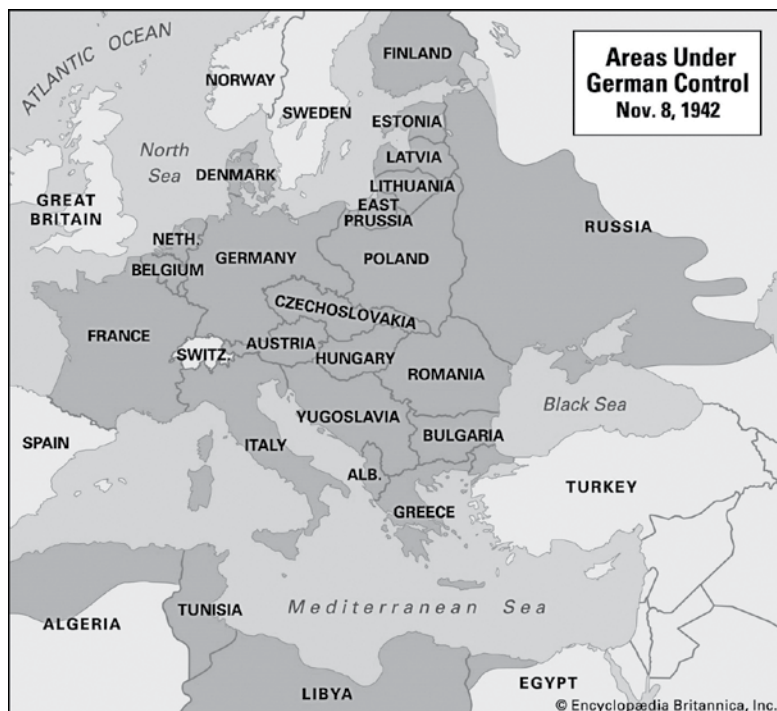 ATLANTIC OCEAN
Areas Under
German Control
Nov. 8, 1942
FINLAND
NORWAY
SWEDEN
ESTONIA
North
Sea
LATVIA
DENMARK
LITHUANIA
GREAT
BRITAIN
EAST
PRUSSIA
RUSSIA
NETH.
GERMANY
POLAND
BELGIUM
CZECHOSLOVAKIA
FRANCE
AUSTRIA
SWITZ.
HUNGARY
ROMANIA
Black Sea
YUGOSLAVIA
SPAIN
ITALY
BULGARIA
ALB.
TURKEY
GREECE
Mediterranean Sea
TUNISIA
ALGERIA
LIBYA
EGYPT
© Encyclopædia Britannica, Inc.